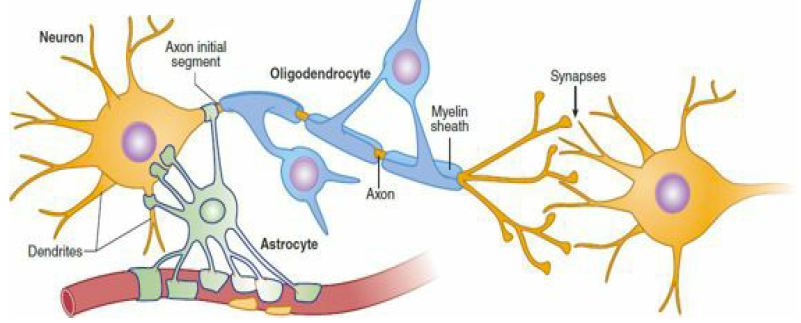 Neuron
Axon initial
segment
Oligodendrocyte
Synapses
Myelin
sheath
Axon
Dendrites
Astrocyte